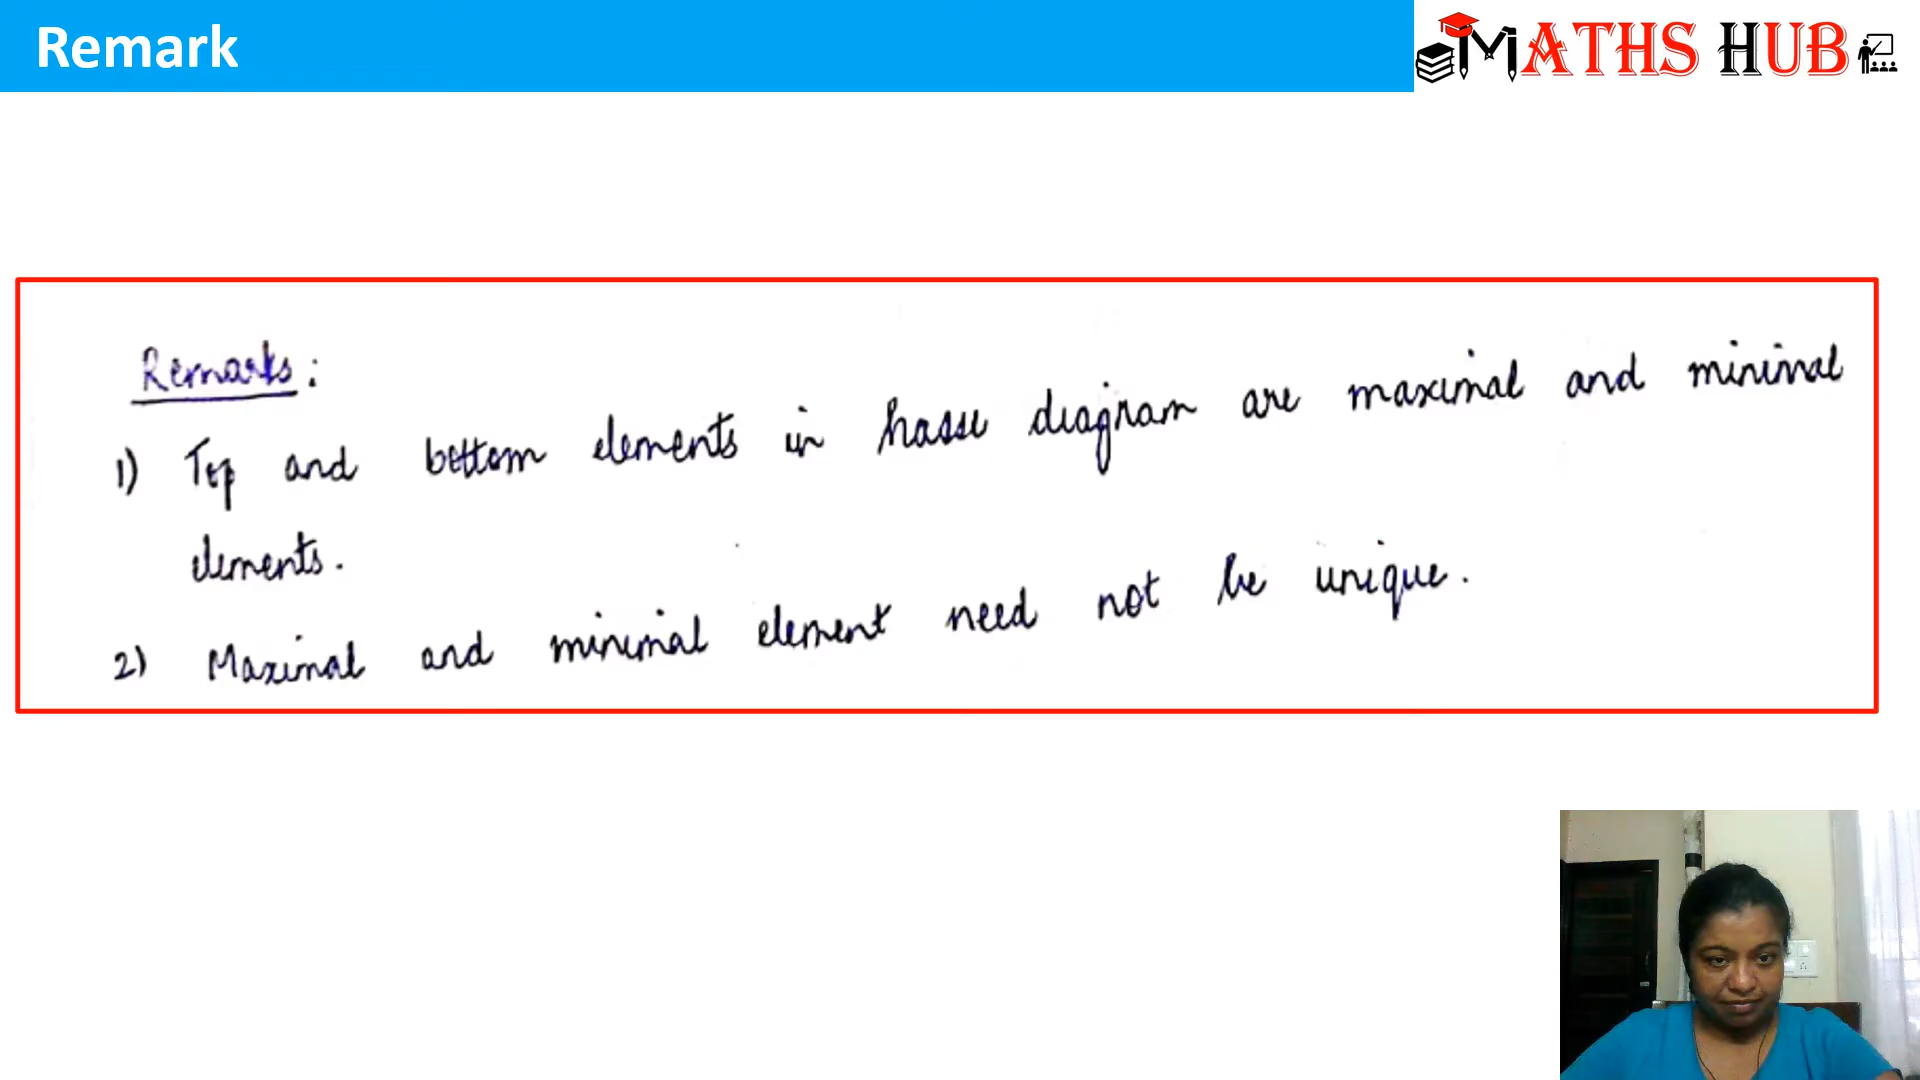 Remark
MATHS HUB
Remarks:
1) Top and bottom elements in hasse diagram are maximal and minimal
elements.
2) Maximal and minimal element need not be unique.